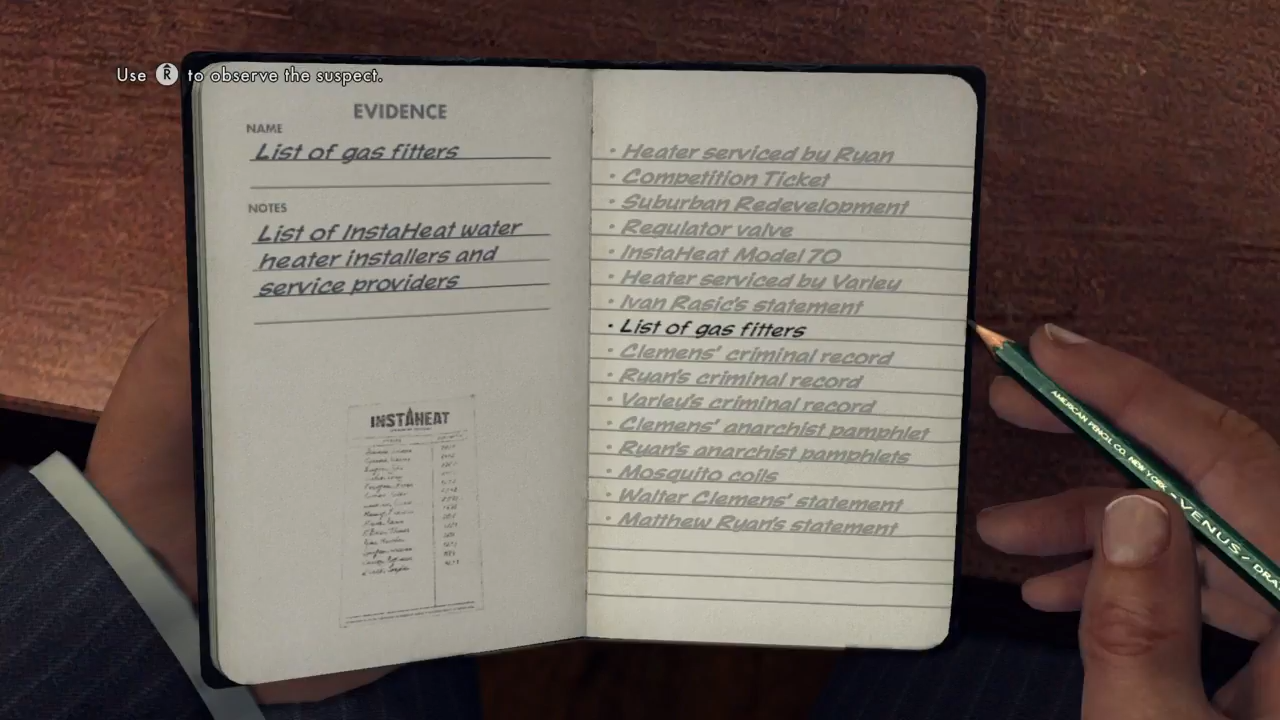 Use R to observe the suspect.
EVIDENCE
NAME
List of gas fitters
NOTES
List of InstaHeat water
heater installers and
service providers
INSTAHEAT
• Heater serviced by Ryan
• Competition Ticket
• Suburban Redevelopment
• Regulator valve
• InstaHeat Model 70
• Heater serviced by Varley
• Ivan Rasic's statement
• List of gas fitters
• Clemens' criminal record
• Ryan's criminal record
• Varley's criminal record
• Clemens' anarchist pamphlet
• Ryan's anarchist pamphlets
• Mosquito coils
• Walter Clemens' statement
• Matthew Ryan's statement
AMERICAN PENCIL CO. NEW YORK • VENUS / DRA